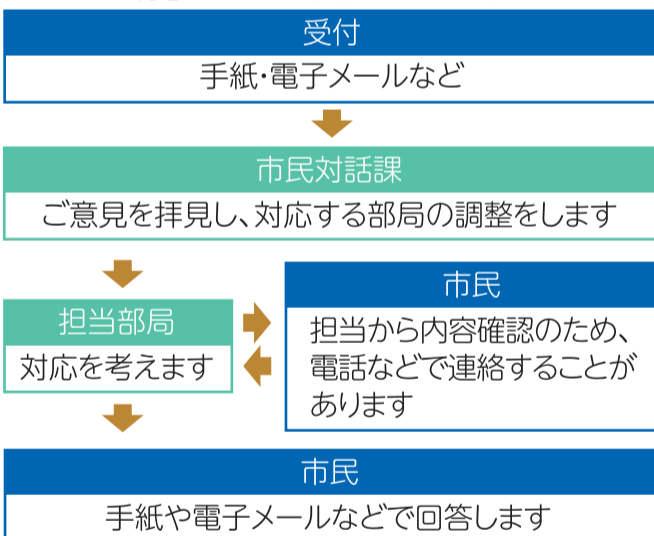 受付
手紙・電子メールなど
市民対話課
ご意見を拝見し、対応する部局の調整をします
担当部局
対応を考えます
市民
担当から内容確認のため、
電話などで連絡することが
あります
市民
手紙や電子メールなどで回答します